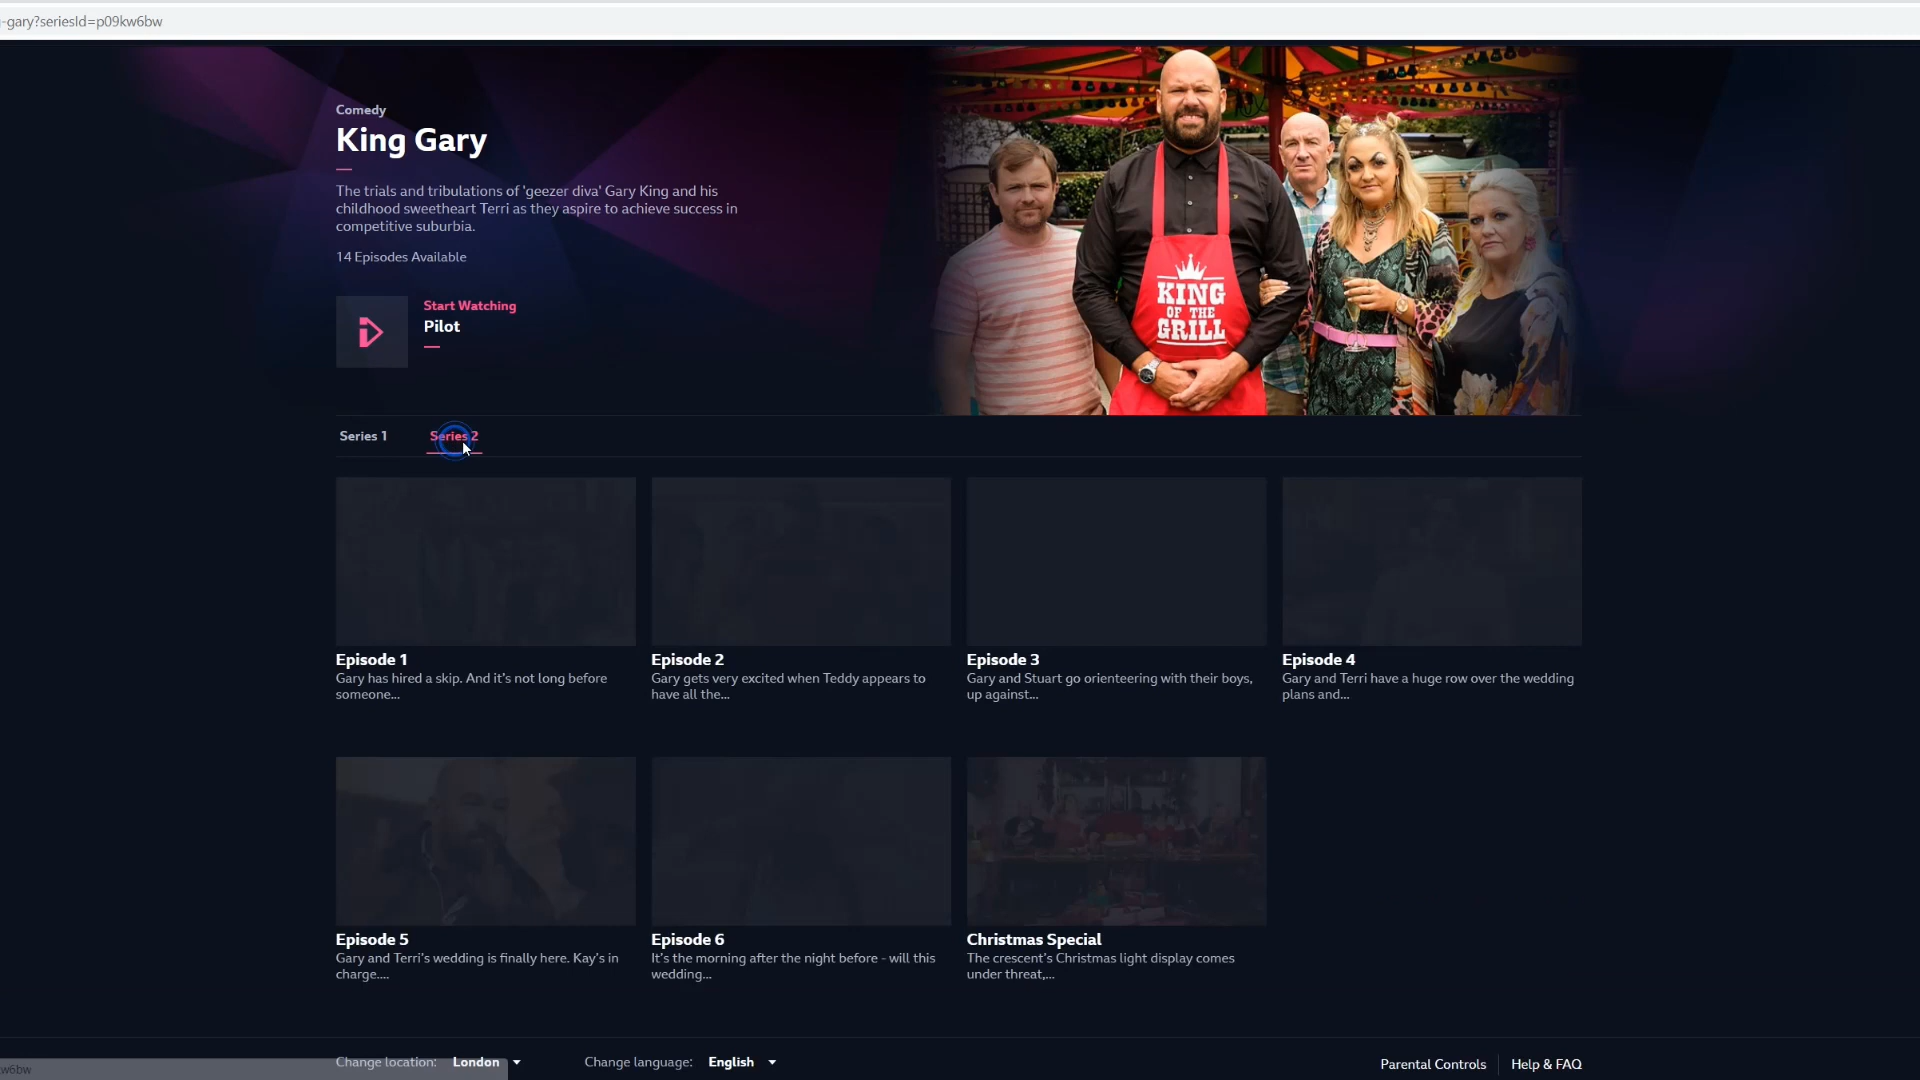 -gary?seriesId=p09kw6bw
Comedy
King Gary
The trials and tribulations of 'geezer diva' Gary King and his
childhood sweetheart Terri as they aspire to achieve success in
competitive suburbia.
14 Episodes Available
Start Watching
Pilot
KING
OF THE
GRILL
Series 1
Series 2
Episode 1
Gary has hired a skip. And it's not long before
someone...
Episode 2
Gary gets very excited when Teddy appears to
have all the...
Episode 3
Gary and Stuart go orienteering with their boys,
up against...
Episode 4
Gary and Terri have a huge row over the wedding
plans and...
Episode 5
Gary and Terri's wedding is finally here. Kay's in
charge....
Episode 6
It's the morning after the night before - will this
wedding...
Christmas Special
The crescent's Christmas light display comes
under threat,...
Change location: London
Change language: English
Parental Controls
Help & FAQ
w6bw